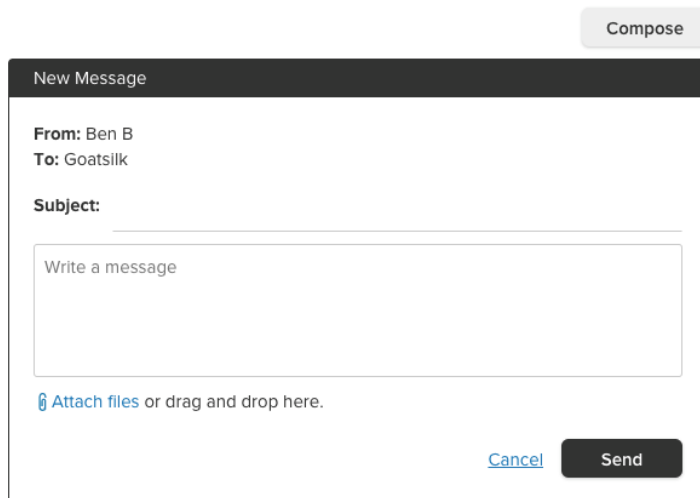 Compose
New Message
From: Ben B
To: Goatsilk
Subject:
Write a message
Attach files or drag and drop here.
Cancel
Send